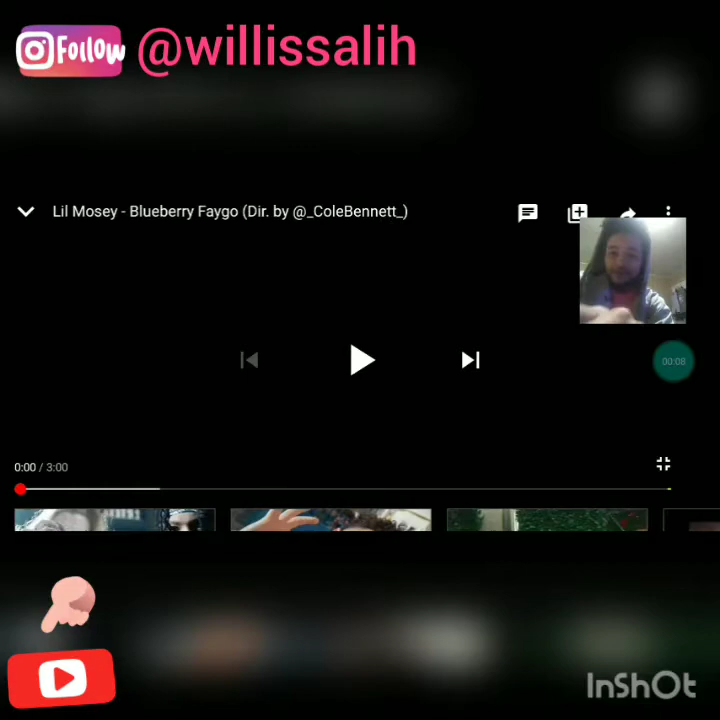 Follow @willissalih
Lil Mosey - Blueberry Faygo (Dir. by @_ColeBennett_)
00:08
0:00 / 3:00
InShOt